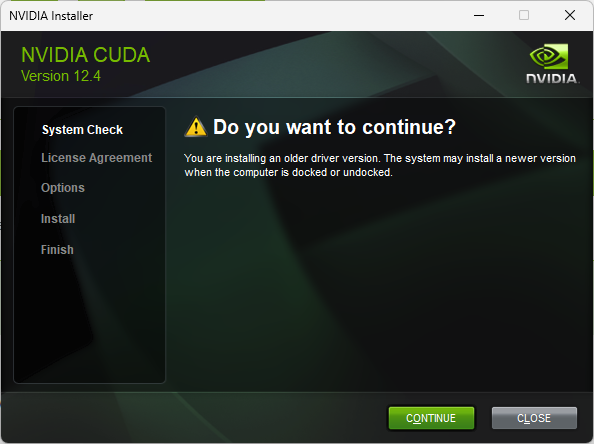 NVIDIA Installer
NVIDIA CUDA
Version 12.4
NVIDIA.
System Check
License Agreement
Options
Install
Finish
Do you want to continue?
You are installing an older driver version. The system may install a newer version
when the computer is docked or undocked.
CONTINUE
CLOSE